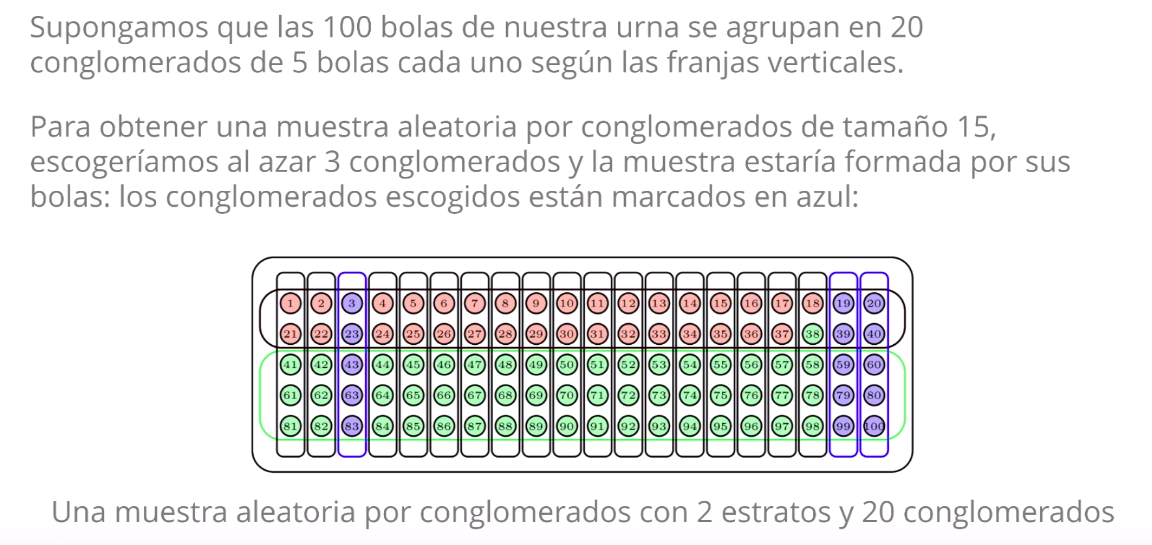 Supongamos que las 100 bolas de nuestra urna se agrupan en 20
conglomerados de 5 bolas cada uno según las franjas verticales.
Para obtener una muestra aleatoria por conglomerados de tamaño 15,
escogeríamos al azar 3 conglomerados y la muestra estaría formada por sus
bolas: los conglomerados escogidos están marcados en azul:
1 2 3 4 5 6 7 8 9 10 11 12 13 14 15 16 17 18 19 20
21 22 23 24 25 26 27 28 29 30 31 32 33 34 35 36 37 38 39 40
41 42 43 44 45 46 47 48 49 50 51 52 53 54 55 56 57 58 59 60
61 62 63 64 65 66 67 68 69 70 71 72 73 74 75 76 77 78 79 80
81 82 83 84 85 86 87 88 89 90 91 92 93 94 95 96 97 98 99 100
Una muestra aleatoria por conglomerados con 2 estratos y 20 conglomerados